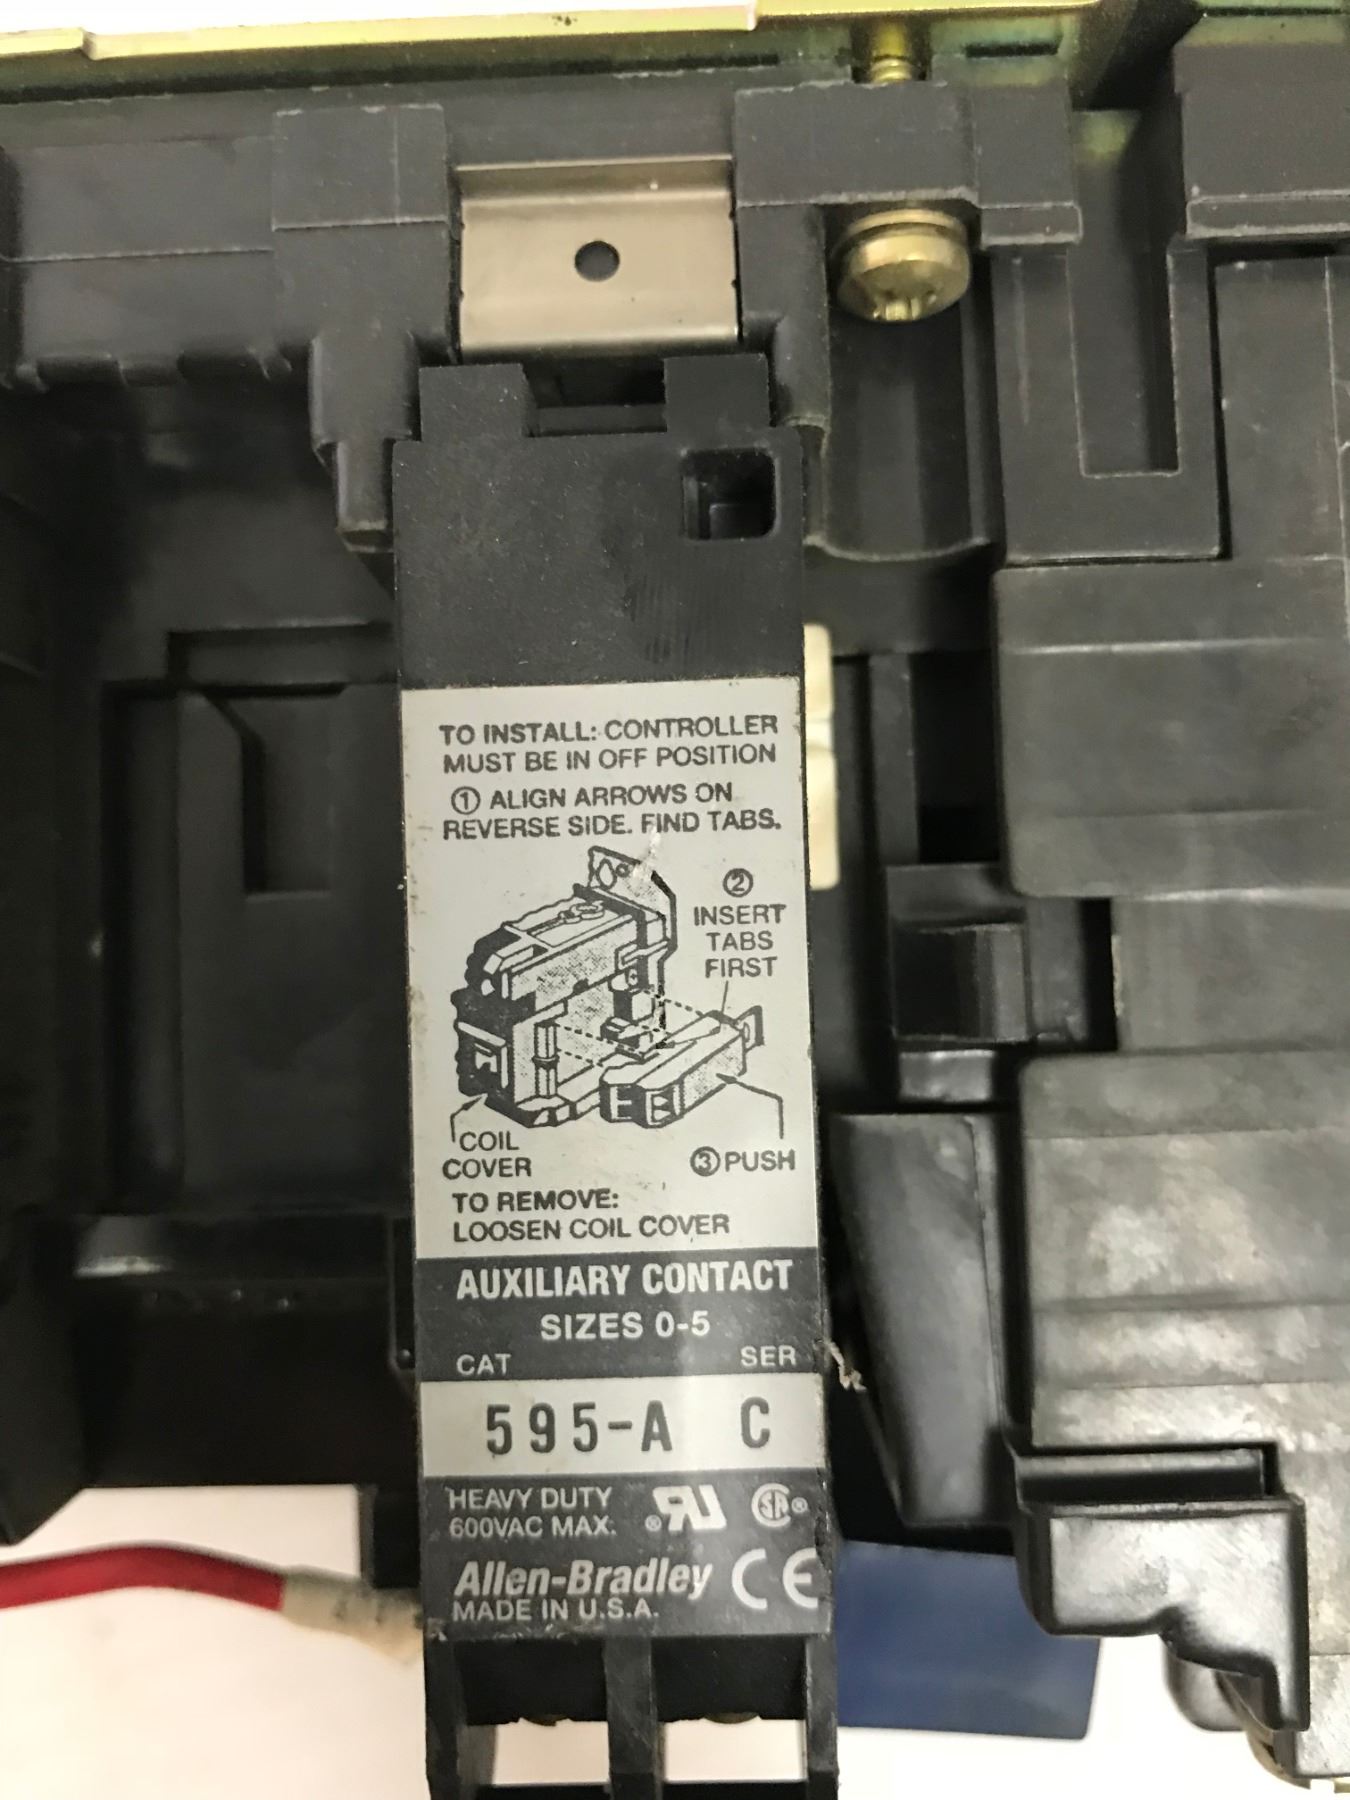 TO INSTALL: CONTROLLER
MUST BE IN OFF POSITION
① ALIGN ARROWS ON
REVERSE SIDE. FIND TABS.
②
INSERT
TABS
FIRST
COIL
COVER
③ PUSH
TO REMOVE:
LOOSEN COIL COVER
AUXILIARY CONTACT
SIZES 0-5
CAT SER
595-A C
HEAVY DUTY
600VAC MAX.
Allen-Bradley CE
MADE IN U.S.A.